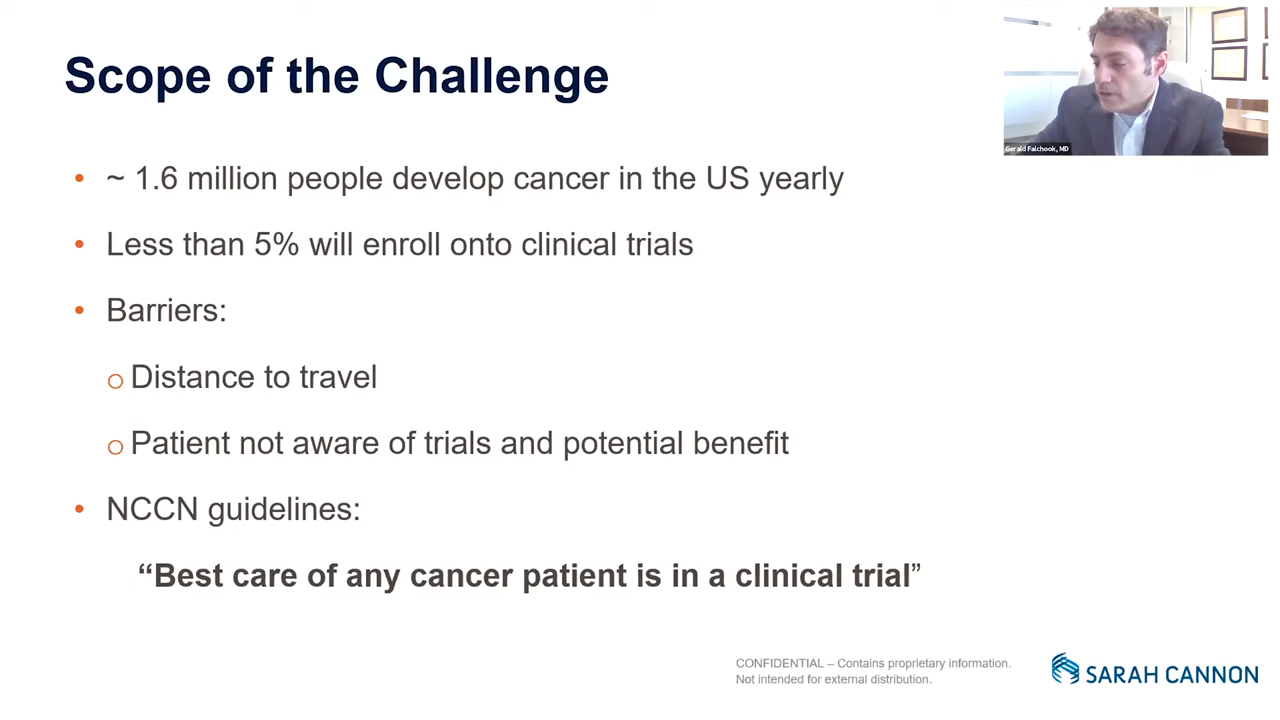 Scope of the Challenge
Gerald Falchook, MD
• ~ 1.6 million people develop cancer in the US yearly
• Less than 5% will enroll onto clinical trials
• Barriers:
o Distance to travel
o Patient not aware of trials and potential benefit
• NCCN guidelines:
“Best care of any cancer patient is in a clinical trial”
CONFIDENTIAL – Contains proprietary information.
Not intended for external distribution.
SARAH CANNON